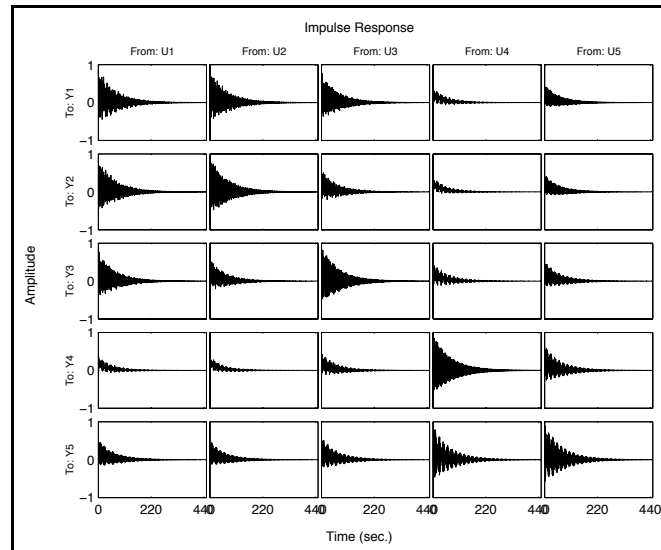 Impulse Response
From: U1 From: U2 From: U3 From: U4 From: U5
Amplitude
To: Y1
1
0
−1
To: Y2
1
0
−1
To: Y3
1
0
−1
To: Y4
1
0
−1
To: Y5
1
0
−1
0 220 440 0 220 440 0 220 440 0 220 440 0 220 440
Time (sec.)